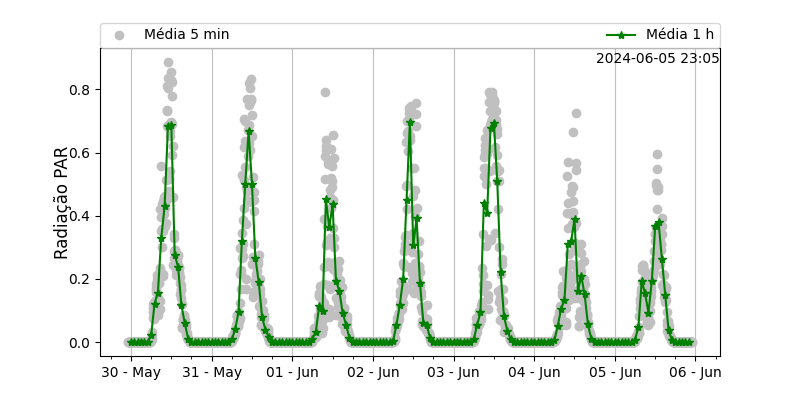 Média 5 min
Média 1 h
2024-06-05 23:05
Radiação PAR
0.8
0.6
0.4
0.2
0.0
30 - May
31 - May
01 - Jun
02 - Jun
03 - Jun
04 - Jun
05 - Jun
06 - Jun